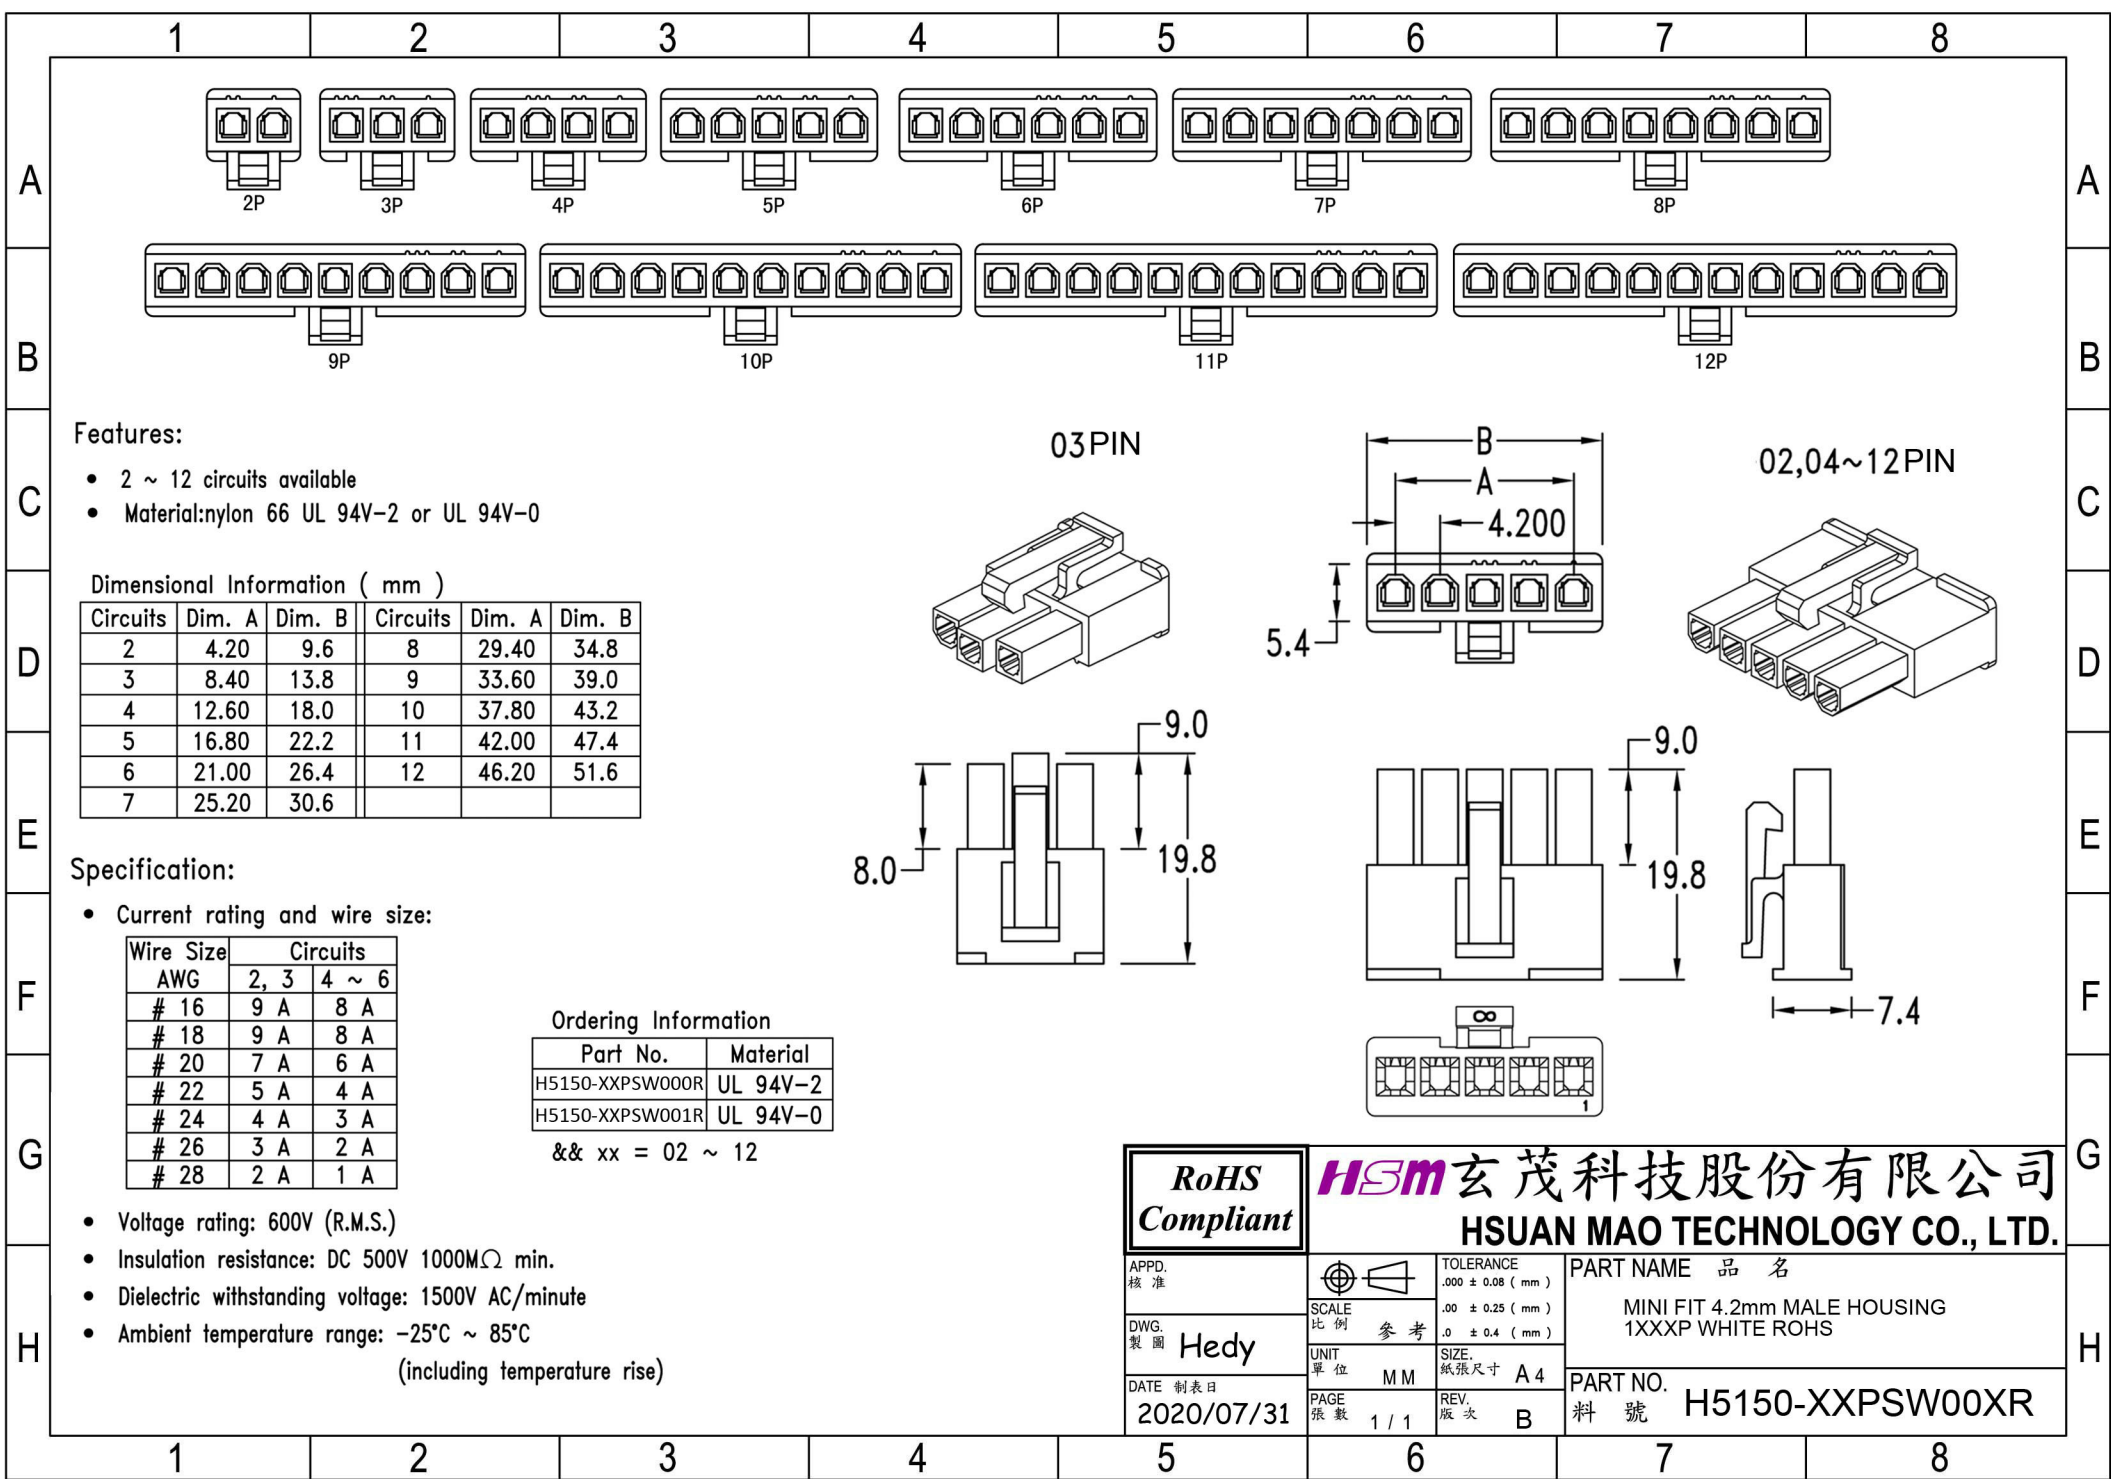 1 2 3 4 5 6 7 8
A A
2P 3P 4P 5P 6P 7P 8P
B B
9P 10P 11P 12P
C C
Features:
• 2 ~ 12 circuits available
• Material:nylon 66 UL 94V-2 or UL 94V-0
Dimensional Information ( mm )
Circuits Dim. A Dim. B Circuits Dim. A Dim. B
2 4.20 9.6 8 29.40 34.8
3 8.40 13.8 9 33.60 39.0
4 12.60 18.0 10 37.80 43.2
5 16.80 22.2 11 42.00 47.4
6 21.00 26.4 12 46.20 51.6
7 25.20 30.6
03PIN
B
A
4.200
5.4
02,04~12PIN
D D
9.0
8.0
19.8
9.0
19.8
7.4
E E
Specification:
• Current rating and wire size:
Wire Size Circuits
AWG 2, 3 4 ~ 6
# 16 9 A 8 A
# 18 9 A 8 A
# 20 7 A 6 A
# 22 5 A 4 A
# 24 4 A 3 A
# 26 3 A 2 A
# 28 2 A 1 A
F F
Ordering Information
Part No. Material
H5150-XXPSW000R UL 94V-2
H5150-XXPSW001R UL 94V-0
&& xx = 02 ~ 12
8
1
G G
• Voltage rating: 600V (R.M.S.)
• Insulation resistance: DC 500V 1000MΩ min.
• Dielectric withstanding voltage: 1500V AC/minute
• Ambient temperature range: -25°C ~ 85°C
(including temperature rise)
H H
RoHS
Compliant
HSM玄茂科技股份有限公司
HSUAN MAO TECHNOLOGY CO., LTD.
APPD.
核 准
DWG.
製 圖 Hedy
DATE 制表日
2020/07/31
SCALE
比 例 參 考
UNIT
單 位 MM
PAGE
張 數 1 / 1
TOLERANCE
.000 ± 0.08 ( mm )
.00 ± 0.25 ( mm )
.0 ± 0.4 ( mm )
SIZE.
紙張尺寸 A4
REV.
版 次 B
PART NAME 品 名
MINI FIT 4.2mm MALE HOUSING
1XXXP WHITE ROHS
PART NO.
料 號 H5150-XXPSW00XR
1 2 3 4 5 6 7 8